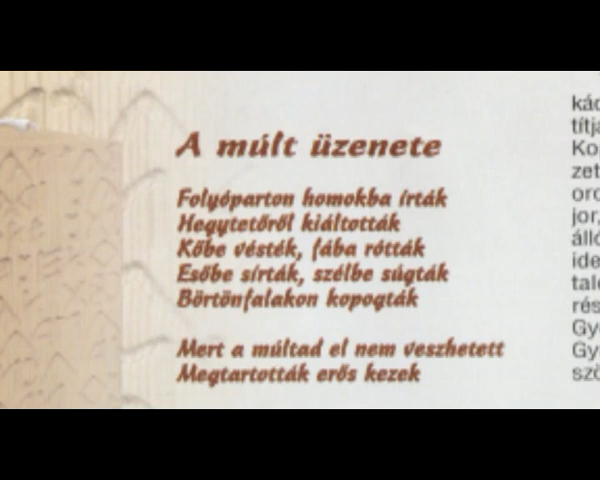 A múlt üzenete
Folyóparton homokba írták
Hegytetőről kiáltották
Kőbe vésték, fába rótták
Esőbe sírták, szélbe súgták
Börtönfalakon kopogták
Mert a múltad el nem veszhetett
Megtartották erős kezek